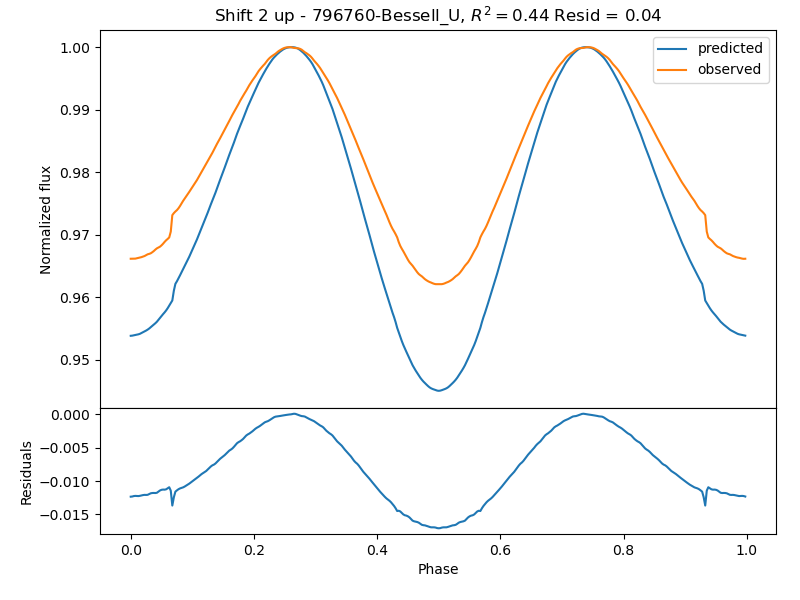 Shift 2 up - 796760-Bessell_U, R² = 0.44 Resid = 0.04
predicted
observed
1.00
0.99
0.98
0.97
0.96
0.95
Normalized flux
0.000
−0.005
−0.010
−0.015
Residuals
0.0 0.2 0.4 0.6 0.8 1.0
Phase